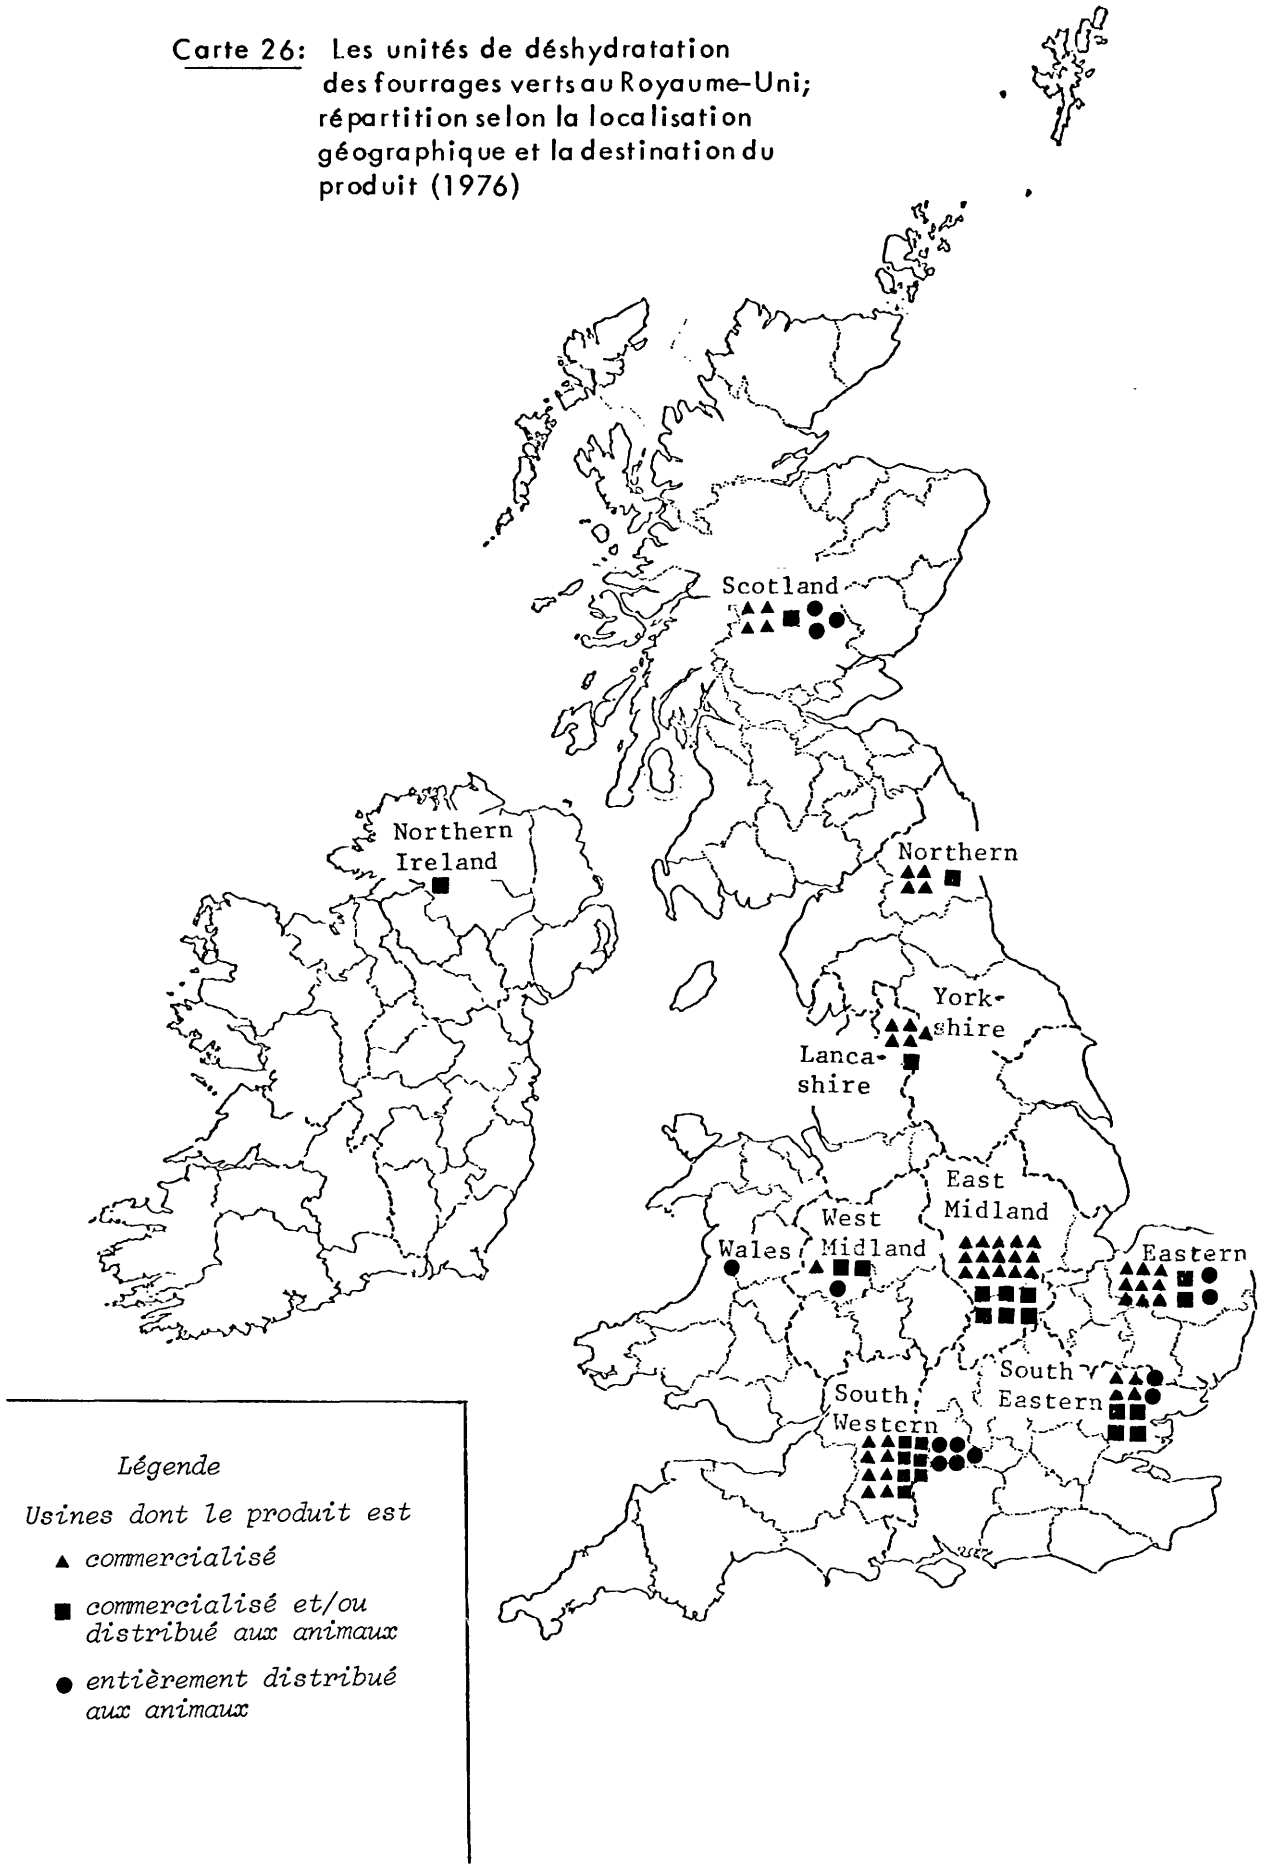 Carte 26: Les unités de déshydratation
des fourrages verts au Royaume-Uni;
répartition selon la localisation
géographique et la destination du
produit (1976)
Scotland
Northern
Ireland
Northern
York-
shire
Lanca-
shire
East
Midland
West
Midland
Wales
Eastern
South
Eastern
South
Western
Légende
Usines dont le produit est
commercialisé
commercialisé et/ou
distribué aux animaux
entièrement distribué
aux animaux